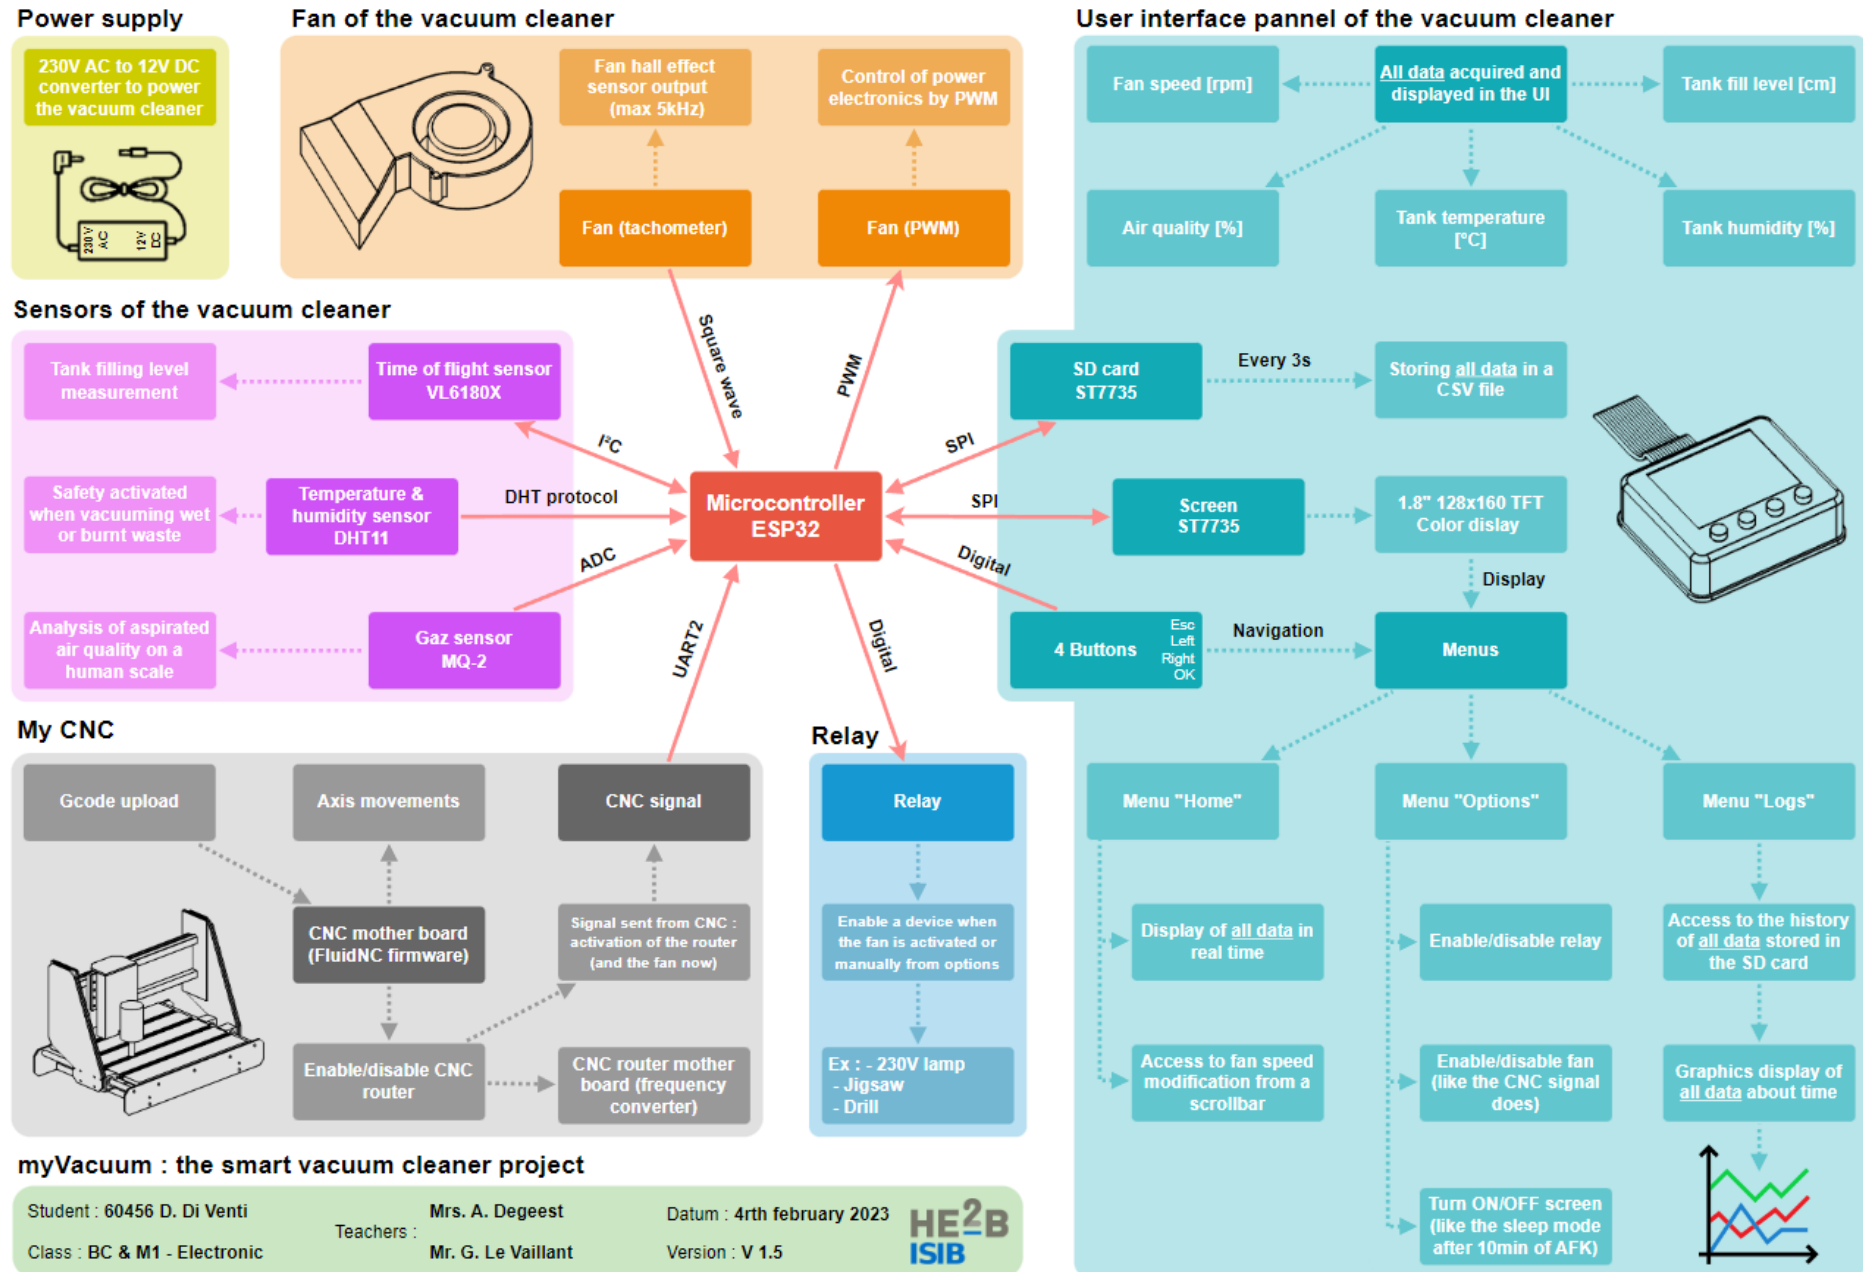 Power supply
230V AC to 12V DC
converter to power
the vacuum cleaner
230 V
AC
12V
DC
Fan of the vacuum cleaner
Fan hall effect
sensor output
(max 5kHz)
Control of power
electronics by PWM
Fan (tachometer)
Fan (PWM)
User interface pannel of the vacuum cleaner
Fan speed [rpm]
All data acquired and
displayed in the UI
Tank fill level [cm]
Air quality [%]
Tank temperature
[°C]
Tank humidity [%]
Sensors of the vacuum cleaner
Tank filling level
measurement
Time of flight sensor
VL6180X
Safety activated
when vacuuming wet
or burnt waste
Temperature &
humidity sensor
DHT11
Analysis of aspirated
air quality on a
human scale
Gaz sensor
MQ-2
Square wave
PWM
I²C
DHT protocol
ADC
UART2
Digital
SPI
SPI
Digital
Microcontroller
ESP32
SD card
ST7735
Every 3s
Storing all data in a
CSV file
Screen
ST7735
1.8" 128x160 TFT
Color dislay
Display
4 Buttons
Esc
Left
Right
OK
Navigation
Menus
Menu "Home"
Menu "Options"
Menu "Logs"
Display of all data in
real time
Access to fan speed
modification from a
scrollbar
Enable/disable relay
Enable/disable fan
(like the CNC signal
does)
Turn ON/OFF screen
(like the sleep mode
after 10min of AFK)
Access to the history
of all data stored in
the SD card
Graphics display of
all data about time
My CNC
Gcode upload
Axis movements
CNC signal
CNC mother board
(FluidNC firmware)
Signal sent from CNC :
activation of the router
(and the fan now)
Enable/disable CNC
router
CNC router mother
board (frequency
converter)
Relay
Relay
Enable a device when
the fan is activated or
manually from options
Ex : - 230V lamp
- Jigsaw
- Drill
myVacuum : the smart vacuum cleaner project
Student : 60456 D. Di Venti
Class : BC & M1 - Electronic
Teachers :
Mrs. A. Degeest
Mr. G. Le Vaillant
Datum : 4rth february 2023
Version : V 1.5
HE2B
ISIB